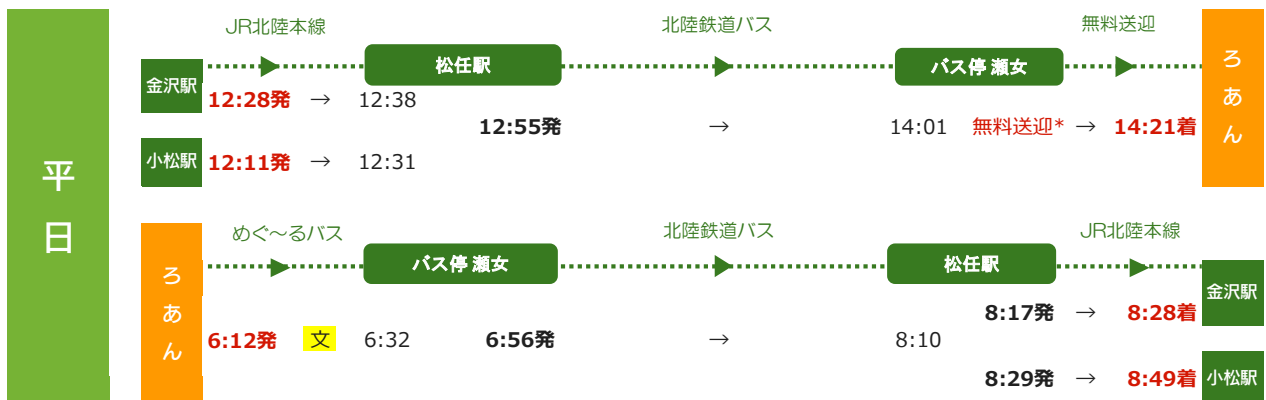 平日
JR北陸本線 北陸鉄道バス 無料送迎
金沢駅 松任駅 バス停 瀬女 ろあん
12:28発 → 12:38
12:55発 → 14:01 無料送迎* → 14:21着
小松駅 12:11発 → 12:31
めぐ～るバス 北陸鉄道バス JR北陸本線
ろあん バス停 瀬女 松任駅 金沢駅
8:17発 → 8:28着
6:12発 文 6:32 6:56発 → 8:10
8:29発 → 8:49着 小松駅